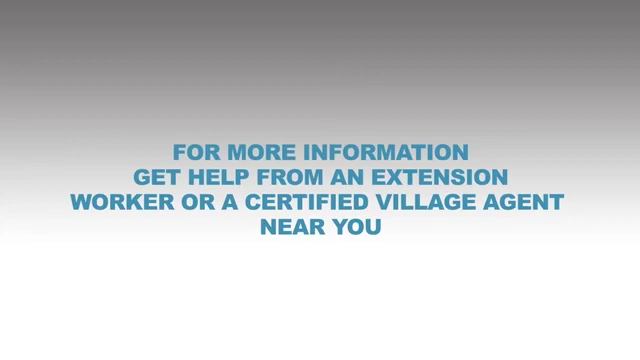 FOR MORE INFORMATION
GET HELP FROM AN EXTENSION
WORKER OR A CERTIFIED VILLAGE AGENT
NEAR YOU